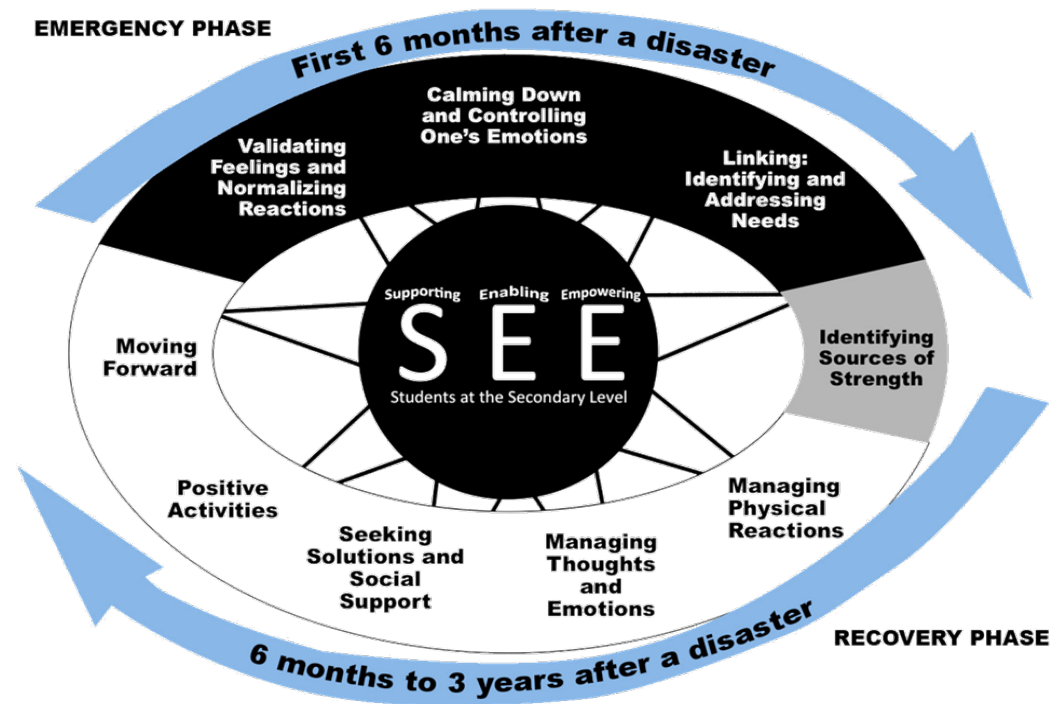 EMERGENCY PHASE
First 6 months after a disaster
Validating
Feelings and
Normalizing
Reactions
Calming Down
and Controlling
One's Emotions
Linking:
Identifying and
Addressing
Needs
Identifying
Sources of
Strength
Supporting Enabling Empowering
S E E
Students at the Secondary Level
Managing
Physical
Reactions
Managing
Thoughts
and
Emotions
Seeking
Solutions and
Social
Support
Positive
Activities
Moving
Forward
RECOVERY PHASE
6 months to 3 years after a disaster